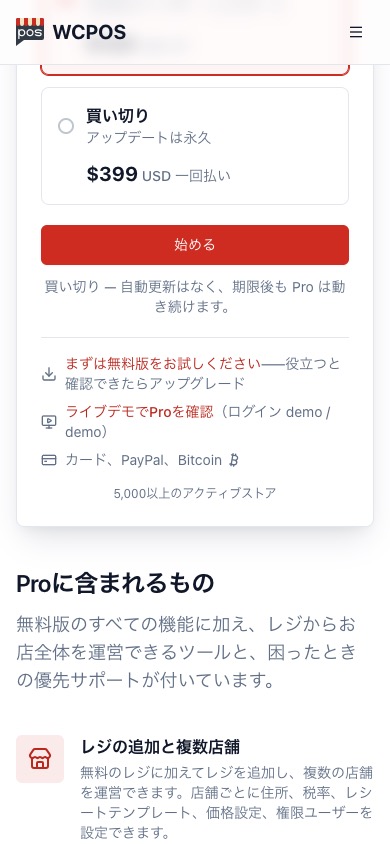 pos WCPOS
買い切り
アップデートは永久
$399 USD 一回払い
始める
買い切り — 自動更新はなく、期限後も Pro は動
き続けます。
まずは無料版をお試しください——役立つと
確認できたらアップグレード
ライブデモでProを確認（ログイン demo /
demo）
カード、PayPal、Bitcoin ₿
5,000以上のアクティブストア
Proに含まれるもの
無料版のすべての機能に加え、レジからお
店全体を運営できるツールと、困ったとき
の優先サポートが付いています。
レジの追加と複数店舗
無料のレジに加えてレジを追加し、複数の店舗
を運営できます。店舗ごとに住所、税率、レシ
ートテンプレート、価格設定、権限ユーザーを
設定できます。